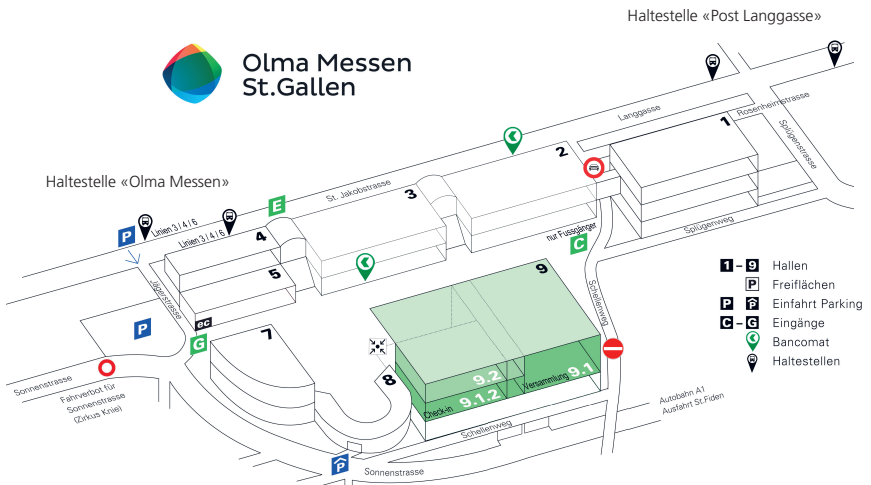 Haltestelle «Post Langgasse»
Olma Messen
St.Gallen
Langgasse
Rosenheimstrasse
Splügenstrasse
1
2
Haltestelle «Olma Messen»
St. Jakobstrasse
3
E
P
Linien 3 / 4 / 6
Linien 3 / 4 / 6
4
nur Fussgänger
C
Splügenweg
5
9
Schellenweg
Jägerstrasse
P
ec
G
7
8
9.2
9.1
Versammlung
9.1.2
Check-in
Schellenweg
Sonnenstrasse
Fahrverbot für
Sonnenstrasse
(Zirkus Knie)
Autobahn A1
Ausfahrt St.Fiden
P
Sonnenstrasse
1 – 9 Hallen
P Freiflächen
P P Einfahrt Parking
C – G Eingänge
Bancomat
Haltestellen